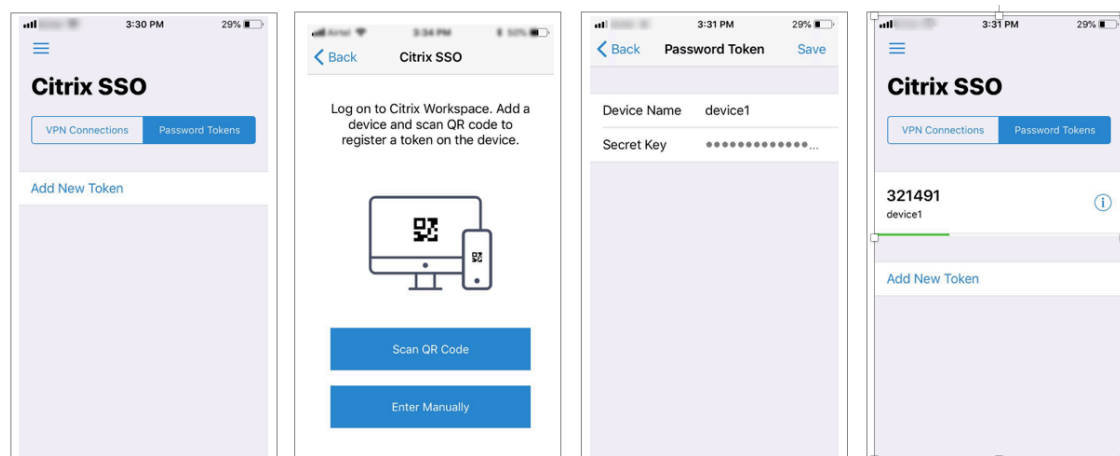 3:30 PM
29%
Citrix SSO
VPN Connections
Password Tokens
Add New Token
3:34 PM
50%
Back
Citrix SSO
Log on to Citrix Workspace. Add a
device and scan QR code to
register a token on the device.
Scan QR Code
Enter Manually
3:31 PM
29%
Back
Password Token
Save
Device Name
device1
Secret Key
3:31 PM
29%
Citrix SSO
VPN Connections
Password Tokens
321491
device1
Add New Token